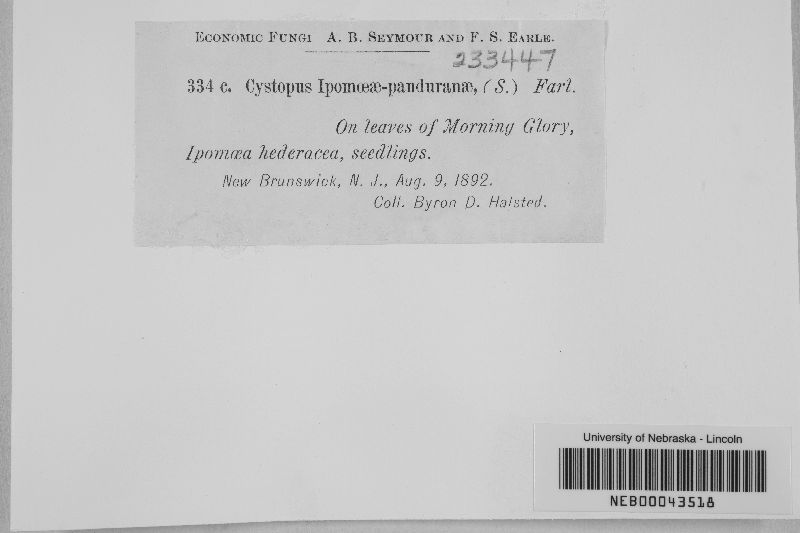 Economic Fungi A. B. Seymour and F. S. Earle.
233447
334 c. Cystopus Ipomœæ-panduranæ, (S.) Farl.
On leaves of Morning Glory,
Ipomœa hederacea, seedlings.
New Brunswick, N. J., Aug. 9, 1892.
Coll. Byron D. Halsted.
University of Nebraska - Lincoln
NEB00043518